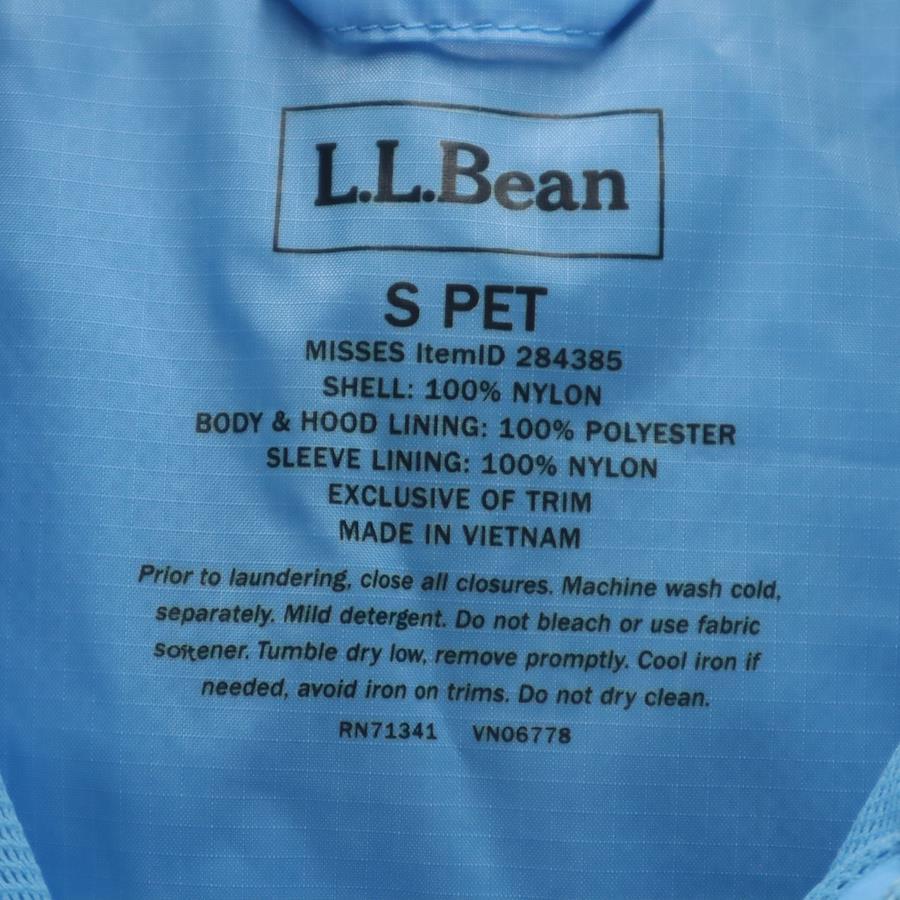 L.L.Bean
S PET
MISSES ItemID 284385
SHELL: 100% NYLON
BODY & HOOD LINING: 100% POLYESTER
SLEEVE LINING: 100% NYLON
EXCLUSIVE OF TRIM
MADE IN VIETNAM
Prior to laundering, close all closures. Machine wash cold,
separately. Mild detergent. Do not bleach or use fabric
softener. Tumble dry low, remove promptly. Cool iron if
needed, avoid iron on trims. Do not dry clean.
RN71341 VN06778